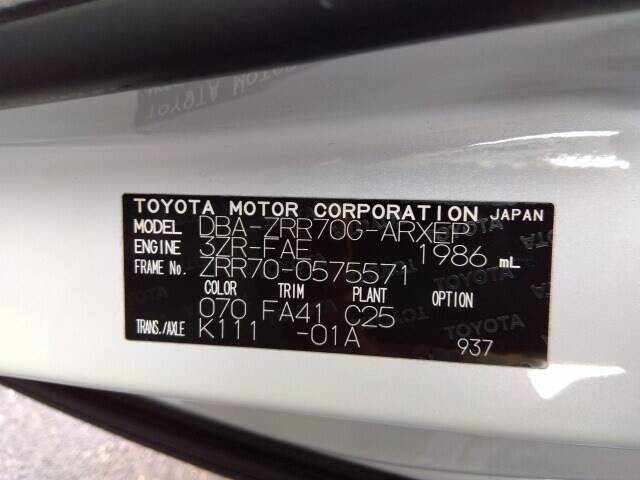 TOYOTA MOTOR CORPORATION JAPAN
MODEL DBA-ZRR70G-ARXEP
ENGINE 3ZR-FAE 1986 mL
FRAME No. ZRR70-0575571
COLOR TRIM PLANT OPTION
070 FA41 C25
TRANS./AXLE K111 -01A
937